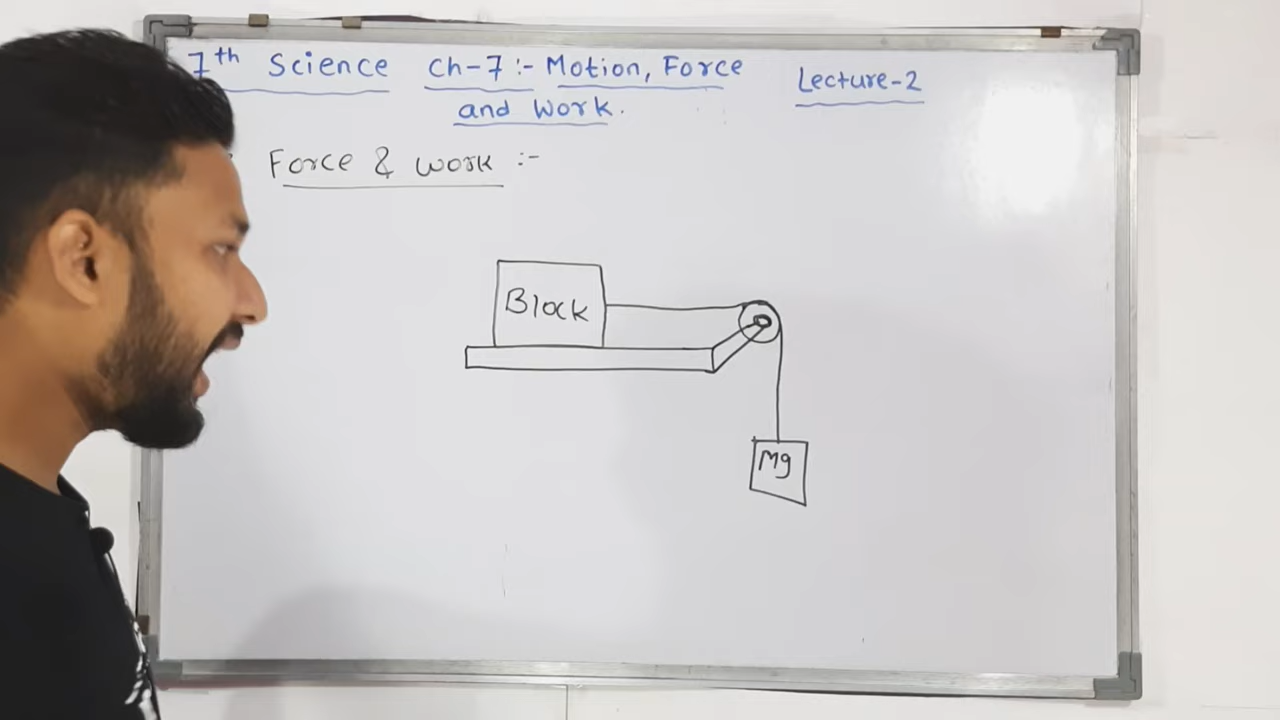 7th Science Ch-7:- Motion, Force Lecture-2
and Work.
Force & Work :-
Block
Mg